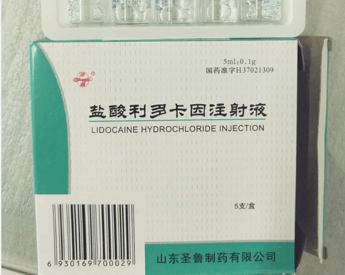 5ml:0.1g
国药准字H37021309
盐酸利多卡因注射液
LIDOCAINE HYDROCHLORIDE INJECTION
5支/盒
6 930169 700029
山东圣鲁制药有限公司